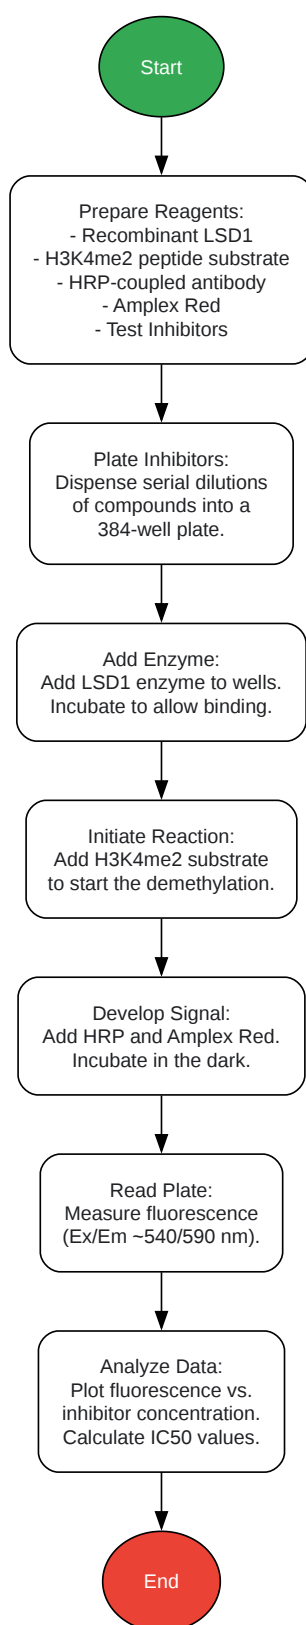 Start
Prepare Reagents:
- Recombinant LSD1
- H3K4me2 peptide substrate
- HRP-coupled antibody
- Amplex Red
- Test Inhibitors
Plate Inhibitors:
Dispense serial dilutions
of compounds into a
384-well plate.
Add Enzyme:
Add LSD1 enzyme to wells.
Incubate to allow binding.
Initiate Reaction:
Add H3K4me2 substrate
to start the demethylation.
Develop Signal:
Add HRP and Amplex Red.
Incubate in the dark.
Read Plate:
Measure fluorescence
(Ex/Em ~540/590 nm).
Analyze Data:
Plot fluorescence vs.
inhibitor concentration.
Calculate IC50 values.
End